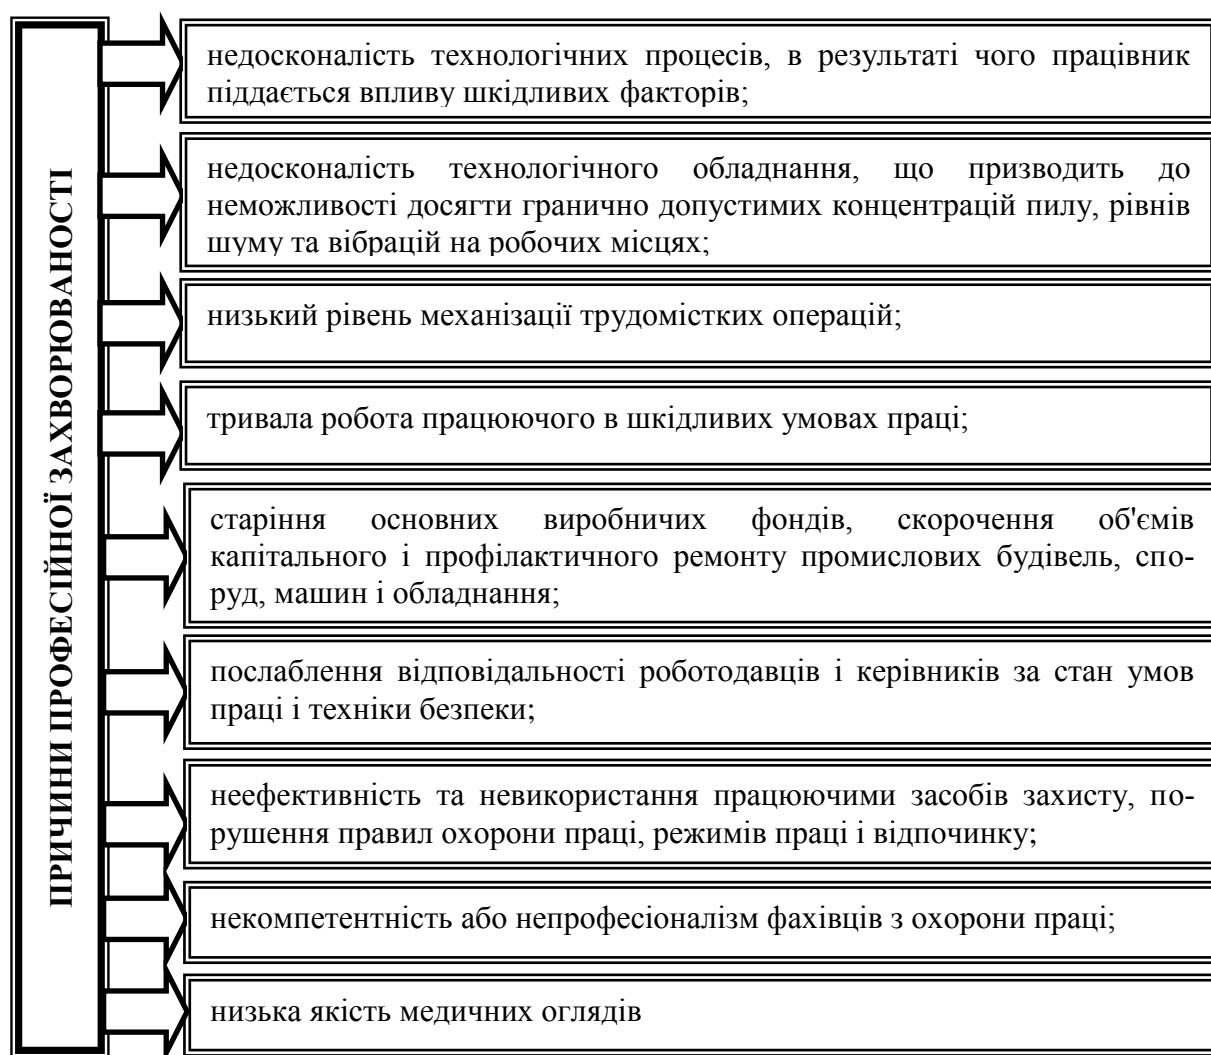 ПРИЧИНИ ПРОФЕСІЙНОЇ ЗАХВОРЮВАНОСТІ
недосконалість технологічних процесів, в результаті чого працівник
піддається впливу шкідливих факторів;
недосконалість технологічного обладнання, що призводить до
неможливості досягти гранично допустимих концентрацій пилу, рівнів
шуму та вібрацій на робочих місцях;
низький рівень механізації трудомістких операцій;
тривала робота працюючого в шкідливих умовах праці;
старіння основних виробничих фондів, скорочення об'ємів
капітального і профілактичного ремонту промислових будівель, спо-
руд, машин і обладнання;
послаблення відповідальності роботодавців і керівників за стан умов
праці і техніки безпеки;
неефективність та невикористання працюючими засобів захисту, по-
рушення правил охорони праці, режимів праці і відпочинку;
некомпетентність або непрофесіоналізм фахівців з охорони праці;
низька якість медичних оглядів